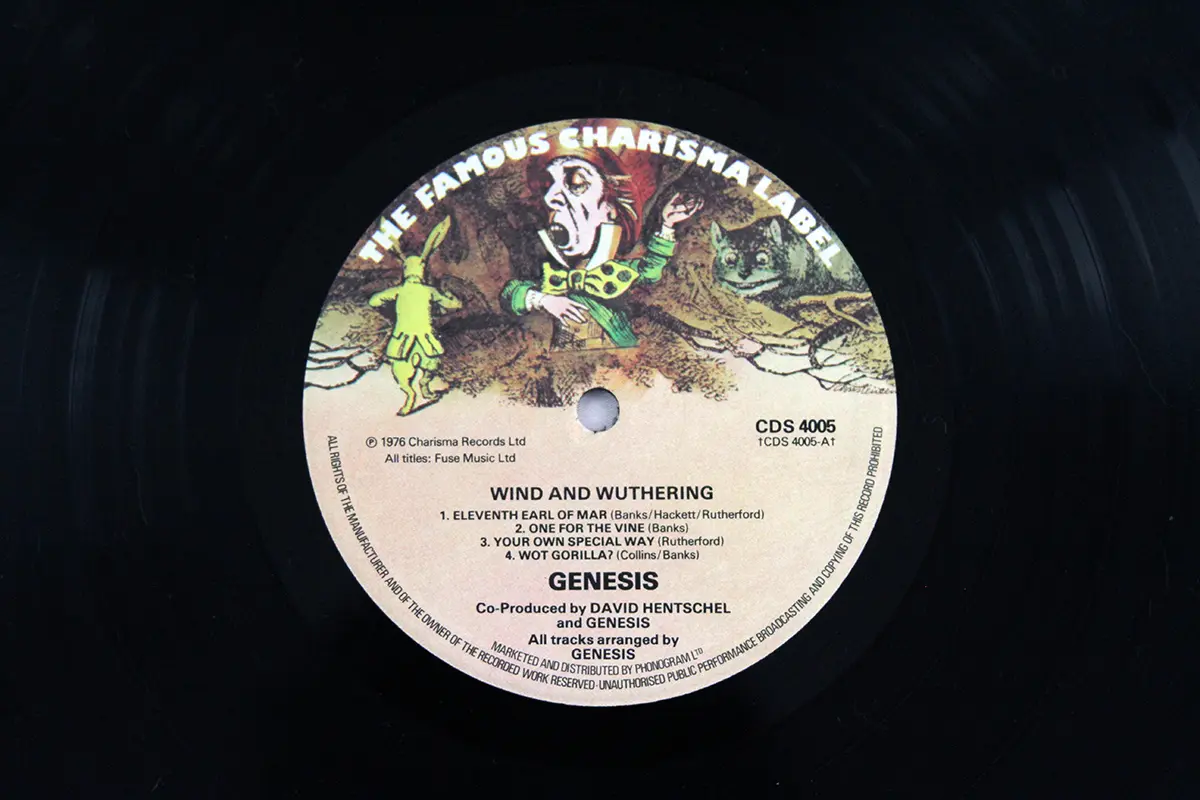 THE FAMOUS CHARISMA LABEL
CDS 4005
†CDS 4005-A†
℗ 1976 Charisma Records Ltd
All titles: Fuse Music Ltd
WIND AND WUTHERING
1. ELEVENTH EARL OF MAR (Banks/Hackett/Rutherford)
2. ONE FOR THE VINE (Banks)
3. YOUR OWN SPECIAL WAY (Rutherford)
4. WOT GORILLA? (Collins/Banks)
GENESIS
Co-Produced by DAVID HENTSCHEL
and GENESIS
All tracks arranged by
GENESIS
MARKETED AND DISTRIBUTED BY PHONOGRAM LTD
ALL RIGHTS OF THE MANUFACTURER AND OF THE OWNER OF THE RECORDED WORK RESERVED·UNAUTHORISED PUBLIC PERFORMANCE BROADCASTING AND COPYING OF THIS RECORD PROHIBITED